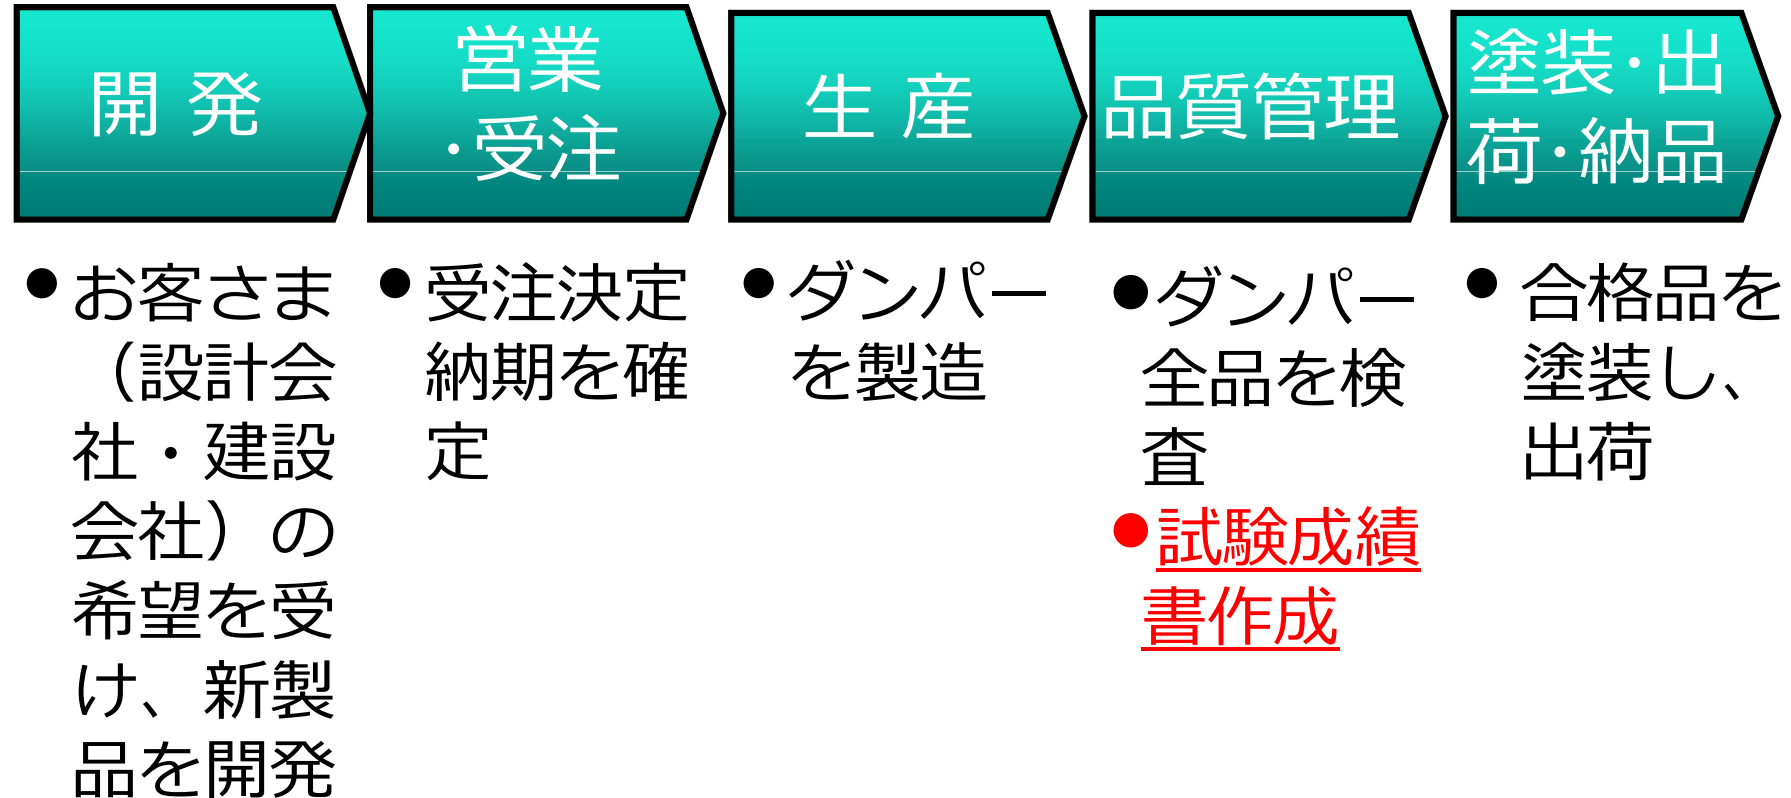 開 発
営業
・受注
生 産
品質管理
塗装・出
荷・納品
●お客さま
（設計会
社・建設
会社）の
希望を受
け、新製
品を開発
●受注決定
納期を確
定
●ダンパー
を製造
●ダンパー
全品を検
査
●試験成績
書作成
●合格品を
塗装し、
出荷